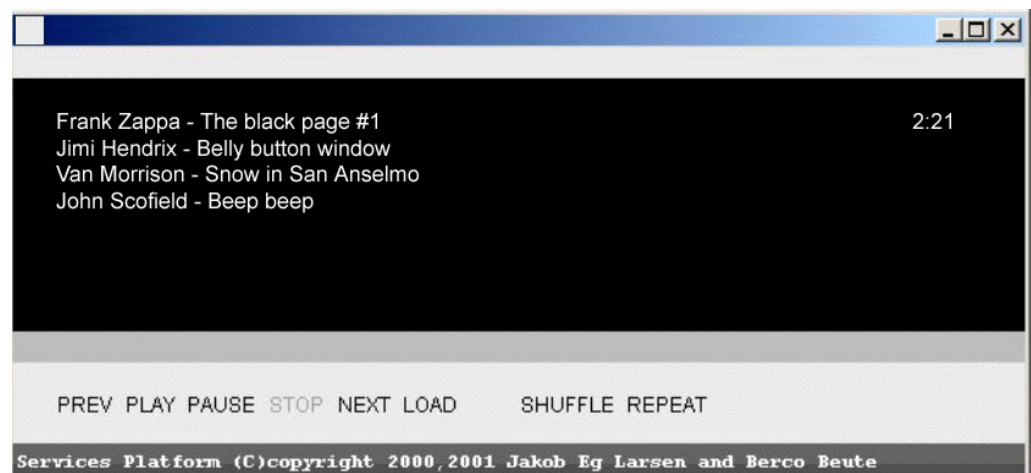 Frank Zappa - The black page #1 2:21
Jimi Hendrix - Belly button window
Van Morrison - Snow in San Anselmo
John Scofield - Beep beep
PREV PLAY PAUSE STOP NEXT LOAD SHUFFLE REPEAT
Services Platform (C)copyright 2000,2001 Jakob Eg Larsen and Berco Beute